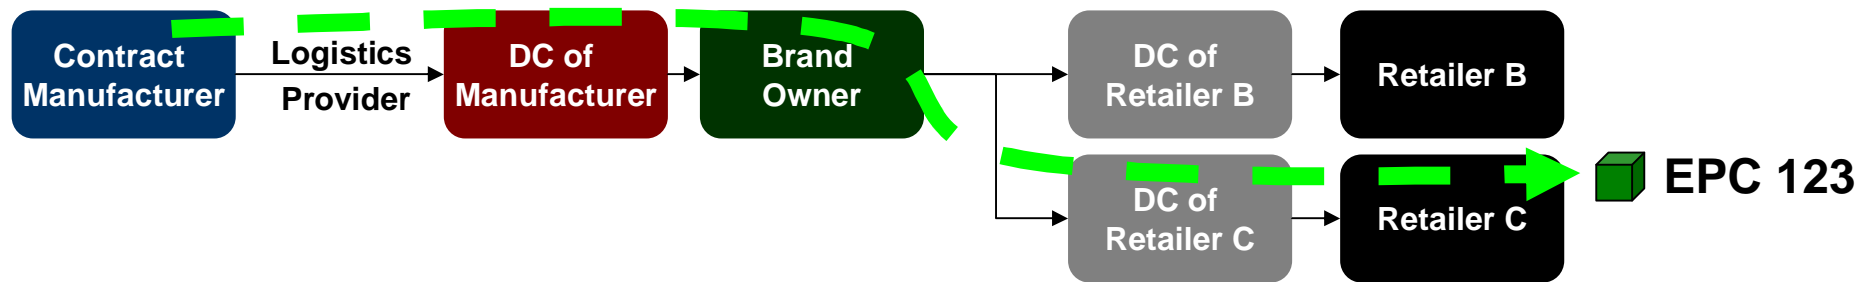 Contract
Manufacturer
Logistics
Provider
DC of
Manufacturer
Brand
Owner
DC of
Retailer B
Retailer B
DC of
Retailer C
Retailer C
EPC 123